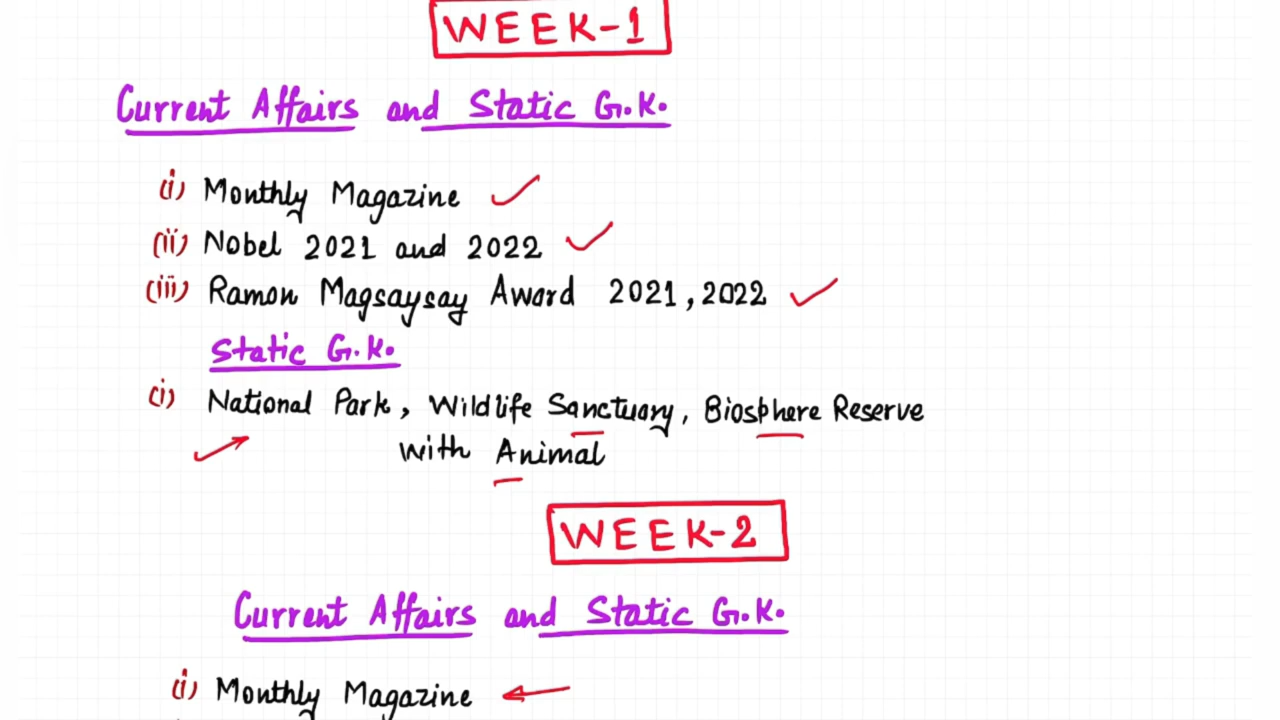 WEEK-1
Current Affairs and Static G.K.
(i) Monthly Magazine
(ii) Nobel 2021 and 2022
(iii) Ramon Magsaysay Award 2021, 2022
Static G.K.
(i) National Park, Wildlife Sanctuary, Biosphere Reserve
with Animal
WEEK-2
Current Affairs and Static G.K.
(i) Monthly Magazine